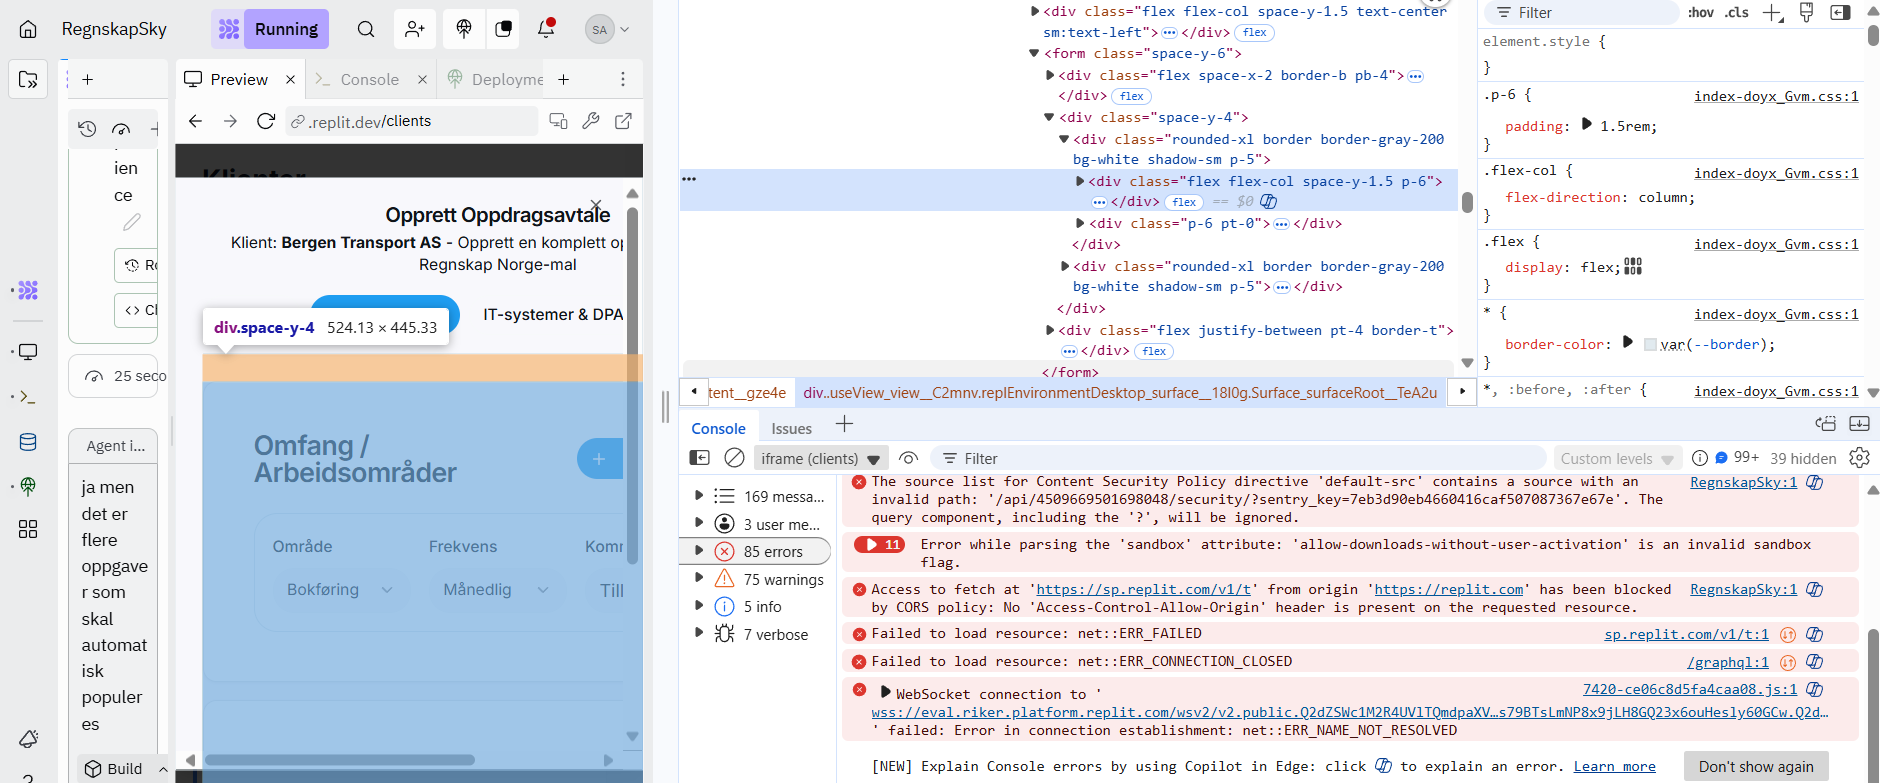 RegnskapSky
Running
SA
Preview
Console
Deployme
.replit.dev/clients
ien
ce
Ro
Cl
25 seco
Agent i...
ja men
det er
flere
oppgave
r som
skal
automat
isk
populer
es
Build
Klienter
Opprett Oppdragsavtale
Klient: Bergen Transport AS - Opprett en komplett op
Regnskap Norge-mal
IT-systemer & DPA
div.space-y-4 524.13 × 445.33
Omfang /
Arbeidsområder
Område Frekvens Komm
Bokføring Månedlig Till
<div class="flex flex-col space-y-1.5 text-center
sm:text-left"> </div> flex
<form class="space-y-6">
<div class="flex space-x-2 border-b pb-4">
</div> flex
<div class="space-y-4">
<div class="rounded-xl border border-gray-200
bg-white shadow-sm p-5">
<div class="flex flex-col space-y-1.5 p-6">
</div> flex == $0
<div class="p-6 pt-0"> </div>
</div>
<div class="rounded-xl border border-gray-200
bg-white shadow-sm p-5"> </div>
</div>
<div class="flex justify-between pt-4 border-t">
</div> flex
</form>
tent__gze4e div..useView_view__C2mnv.replEnvironmentDesktop_surface__18I0g.Surface_surfaceRoot__TeA2u
Filter :hov .cls
element.style {
}
.p-6 { index-doyx_Gvm.css:1
padding: 1.5rem;
}
.flex-col { index-doyx_Gvm.css:1
flex-direction: column;
}
.flex { index-doyx_Gvm.css:1
display: flex;
}
* { index-doyx_Gvm.css:1
border-color: var(--border);
}
*, :before, :after { index-doyx_Gvm.css:1
Console Issues
iframe (clients) Filter Custom levels 99+ 39 hidden
169 messa...
3 user me...
85 errors
75 warnings
5 info
7 verbose
The source list for Content Security Policy directive 'default-src' contains a source with an RegnskapSky:1
invalid path: '/api/4509669501698048/security/?sentry_key=7eb3d90eb4660416caf507087367e67e'. The
query component, including the '?', will be ignored.
11 Error while parsing the 'sandbox' attribute: 'allow-downloads-without-user-activation' is an invalid sandbox
flag.
Access to fetch at 'https://sp.replit.com/v1/t' from origin 'https://replit.com' has been blocked RegnskapSky:1
by CORS policy: No 'Access-Control-Allow-Origin' header is present on the requested resource.
Failed to load resource: net::ERR_FAILED sp.replit.com/v1/t:1
Failed to load resource: net::ERR_CONNECTION_CLOSED /graphql:1
WebSocket connection to ' 7420-ce06c8d5fa4caa08.js:1
wss://eval.riker.platform.replit.com/wsv2/v2.public.Q2dZSWc1M2R4UVlTQmdpaXV…s79BTsLmNP8x9jLH8GQ23x6ouHesly60GCw.Q2d…
' failed: Error in connection establishment: net::ERR_NAME_NOT_RESOLVED
[NEW] Explain Console errors by using Copilot in Edge: click to explain an error. Learn more Don't show again